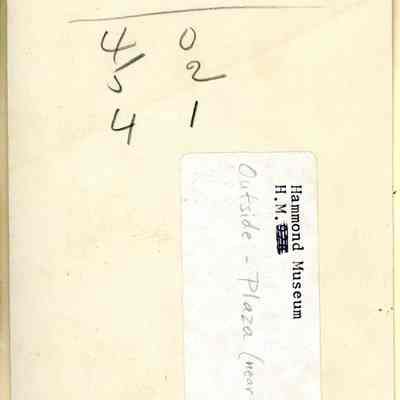 4 0
5 2
4 1
Hammond Museum
H.M.
Outside - Plaza (near